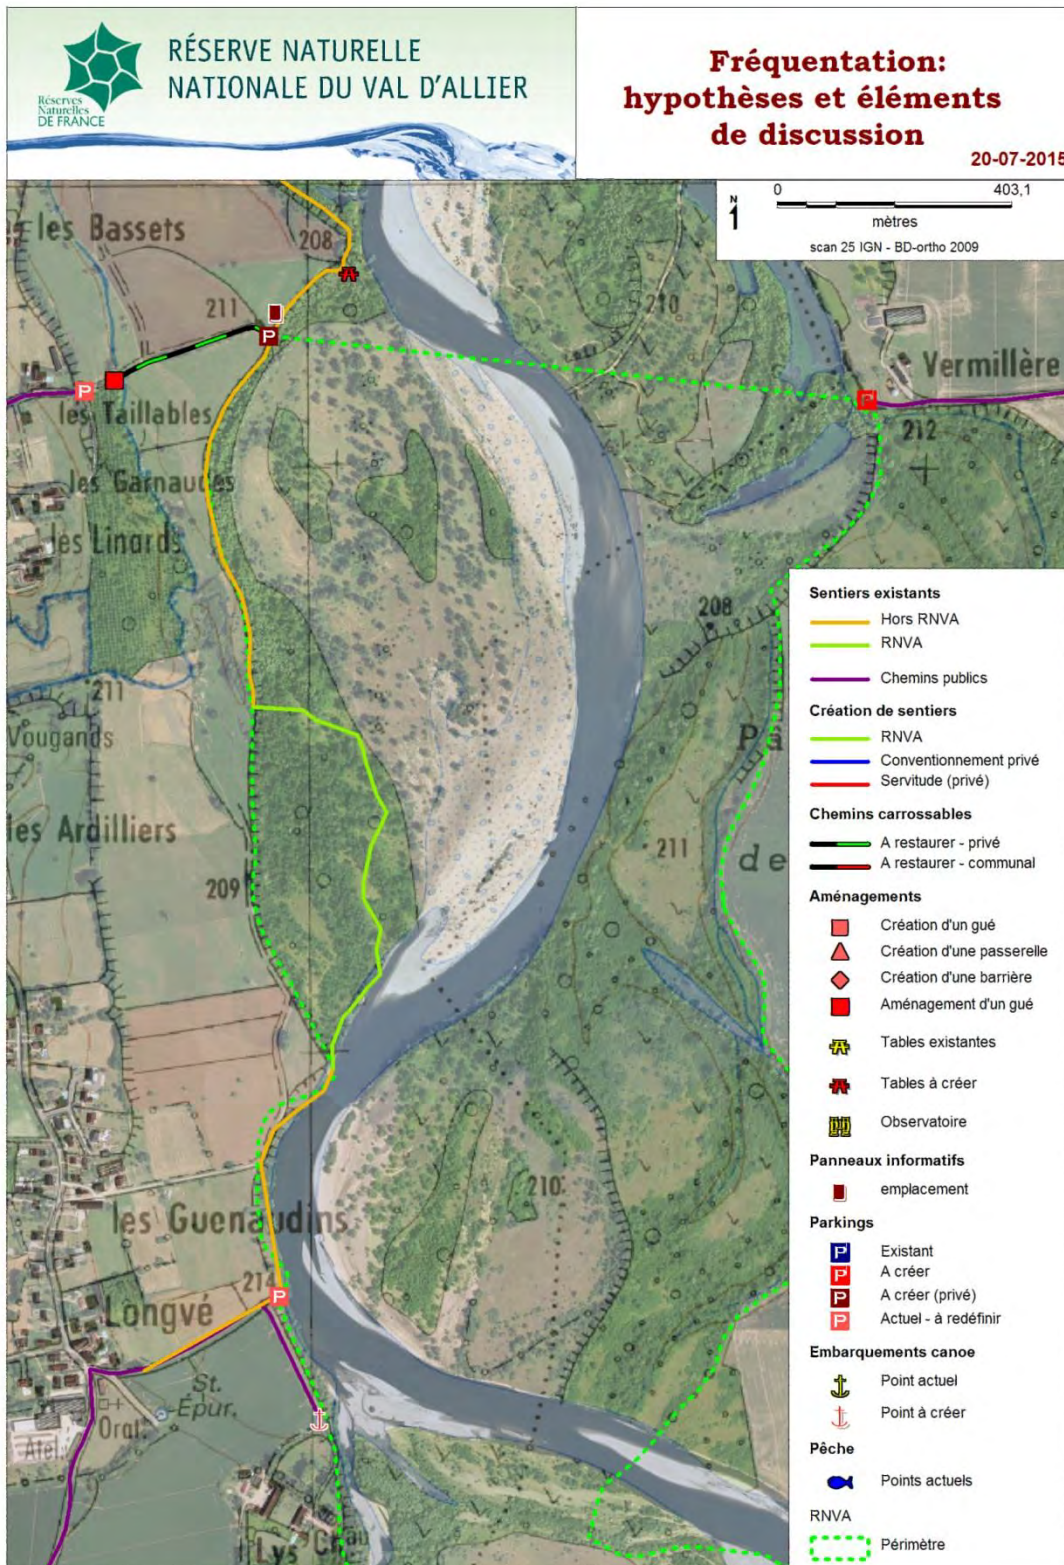 Réserves
Naturelles
DE FRANCE
RÉSERVE NATURELLE
NATIONALE DU VAL D'ALLIER
Fréquentation:
hypothèses et éléments
de discussion
20-07-2015
0 403,1
N
mètres
scan 25 IGN - BD-ortho 2009
les Bassets
208
211
210
P
P
les Taillables
Vermillère
P
212
les Garnaudes
les Linards
208
211
Vougands
Pâ
les Ardilliers
211
de
209
210
les Guenaudins
214
P
Longvé
St.
Épur.
Orat.
Atel.
Lys Chau
Sentiers existants
Hors RNVA
RNVA
Chemins publics
Création de sentiers
RNVA
Conventionnement privé
Servitude (privé)
Chemins carrossables
A restaurer - privé
A restaurer - communal
Aménagements
Création d'un gué
Création d'une passerelle
Création d'une barrière
Aménagement d'un gué
Tables existantes
Tables à créer
Observatoire
Panneaux informatifs
emplacement
Parkings
P Existant
P A créer
P A créer (privé)
P Actuel - à redéfinir
Embarquements canoe
Point actuel
Point à créer
Pêche
Points actuels
RNVA
Périmètre